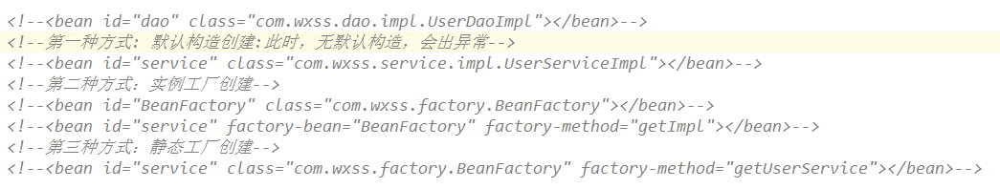 <!--<bean id="dao" class="com.wxss.dao.impl.UserDaoImpl"></bean>-->
<!--第一种方式: 默认构造创建:此时，无默认构造，会出异常-->
<!--<bean id="service" class="com.wxss.service.impl.UserServiceImpl"></bean>-->
<!--第二种方式：实例工厂创建-->
<!--<bean id="BeanFactory" class="com.wxss.factory.BeanFactory"></bean>-->
<!--<bean id="service" factory-bean="BeanFactory" factory-method="getImpl"></bean>-->
<!--第三种方式：静态工厂创建-->
<!--<bean id="service" class="com.wxss.factory.BeanFactory" factory-method="getUserService"></bean>-->